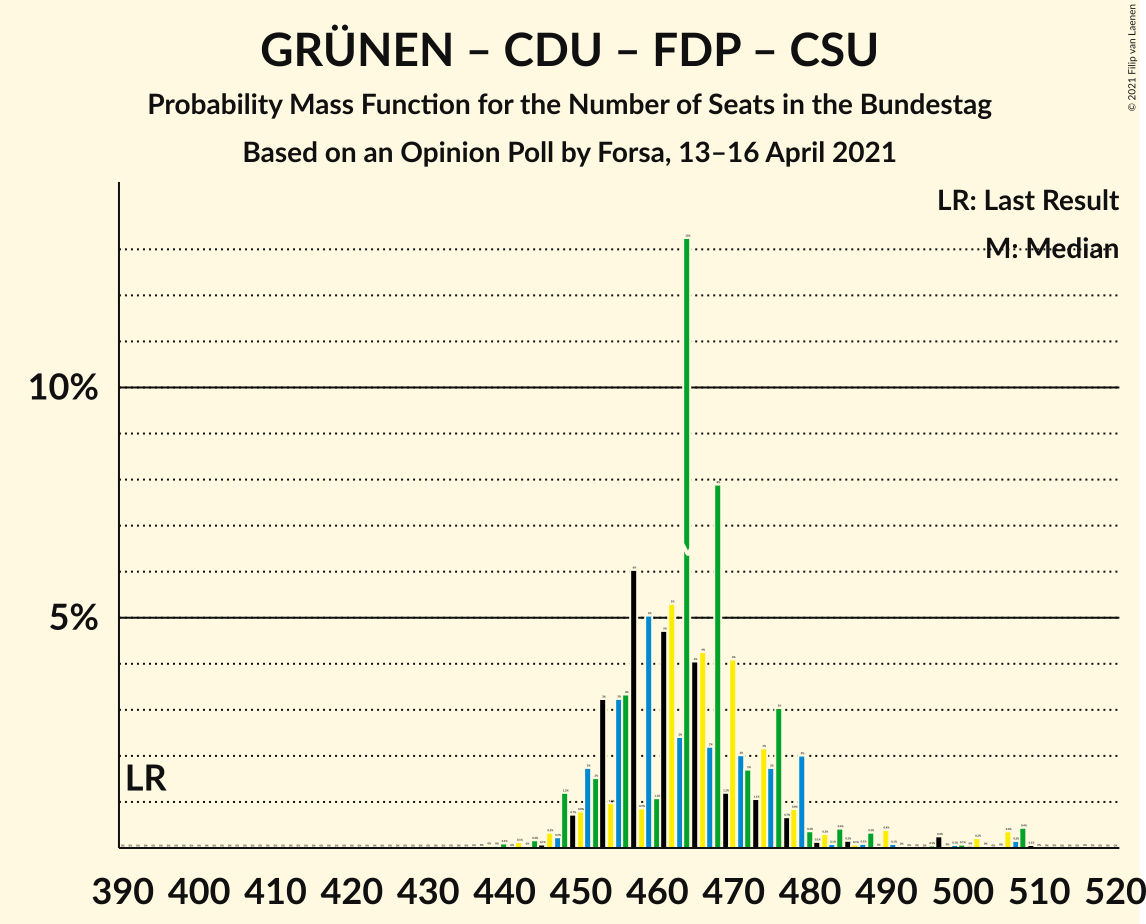 GRÜNEN – CDU – FDP – CSU
Probability Mass Function for the Number of Seats in the Bundestag
Based on an Opinion Poll by Forsa, 13–16 April 2021
© 2021 Filip van Laenen
LR: Last Result
M: Median
10%
5%
LR
390 400 410 420 430 440 450 460 470 480 490 500 510 520